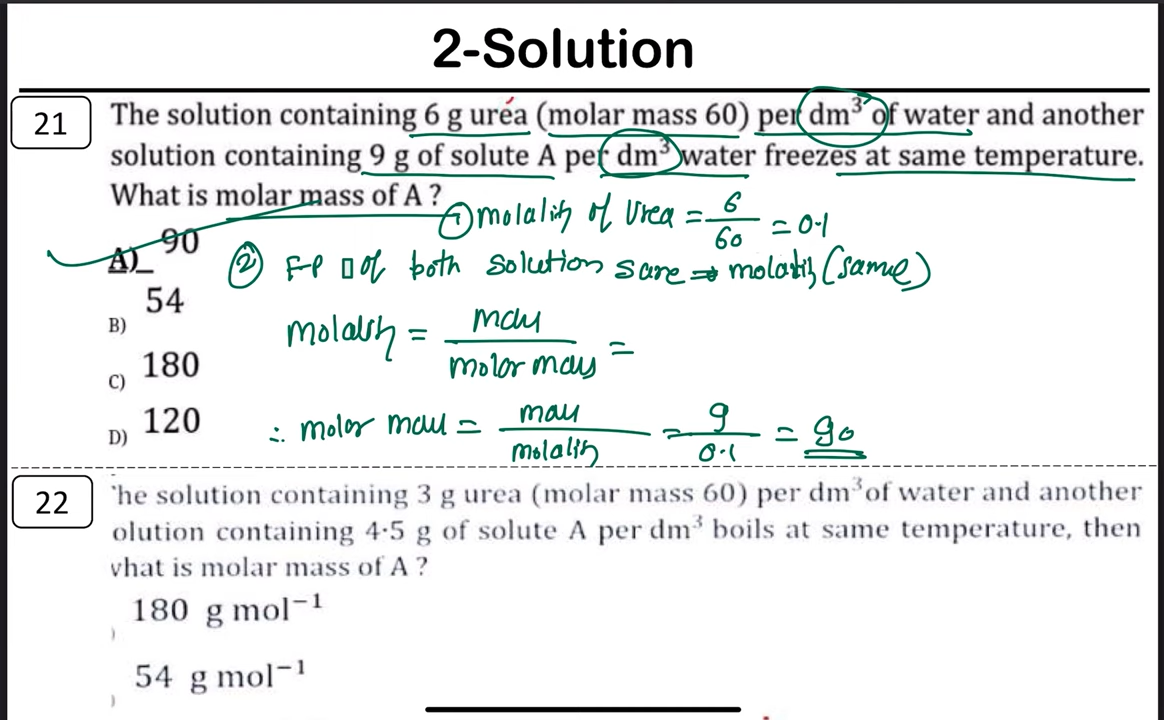 2-Solution
21
The solution containing 6 g urea (molar mass 60) per dm³ of water and another
solution containing 9 g of solute A per dm³ water freezes at same temperature.
What is molar mass of A ?
① molality of Urea = 6/60 = 0.1
A) 90
② F-P of both solution same ⇒ molality (same)
B) 54
molality = mass/molar mass =
C) 180
D) 120
∴ molar mass = mass/molality = 9/0.1 = 90
22
he solution containing 3 g urea (molar mass 60) per dm³of water and another
olution containing 4·5 g of solute A per dm³ boils at same temperature, then
vhat is molar mass of A ?
180 g mol⁻¹
)
54 g mol⁻¹
)